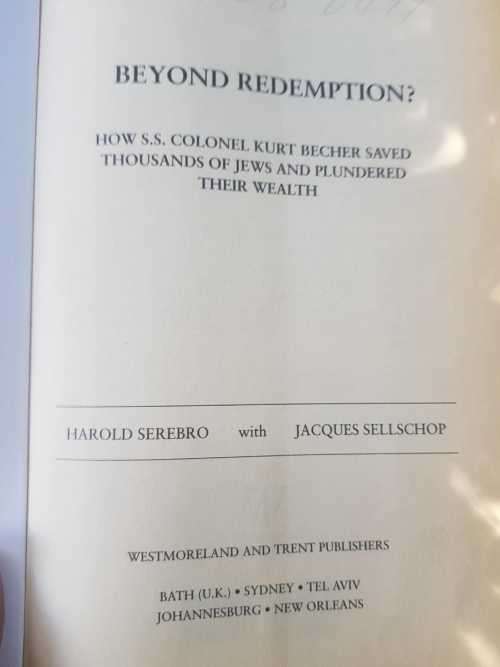 BEYOND REDEMPTION?
HOW S.S. COLONEL KURT BECHER SAVED
THOUSANDS OF JEWS AND PLUNDERED
THEIR WEALTH
HAROLD SEREBRO with JACQUES SELLSCHOP
WESTMORELAND AND TRENT PUBLISHERS
BATH (U.K.) • SYDNEY • TEL AVIV
JOHANNESBURG • NEW ORLEANS